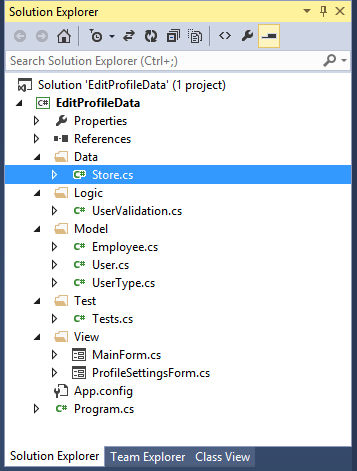 Solution Explorer
Search Solution Explorer (Ctrl+;)
Solution 'EditProfileData' (1 project)
C# EditProfileData
Properties
References
Data
C# Store.cs
Logic
C# UserValidation.cs
Model
C# Employee.cs
C# User.cs
C# UserType.cs
Test
C# Tests.cs
View
MainForm.cs
ProfileSettingsForm.cs
App.config
C# Program.cs
Solution Explorer Team Explorer Class View